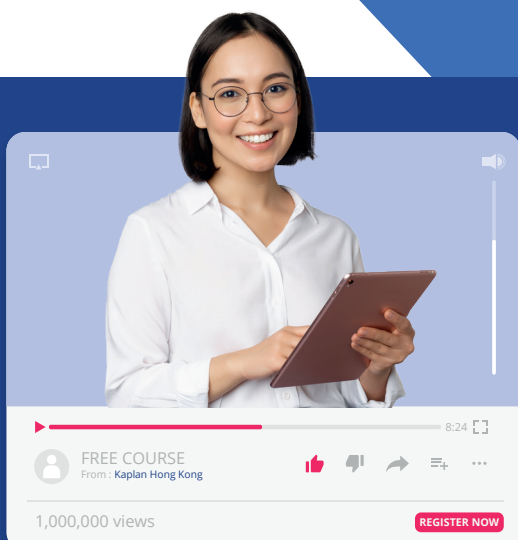 8:24
FREE COURSE
From : Kaplan Hong Kong
1,000,000 views
REGISTER NOW